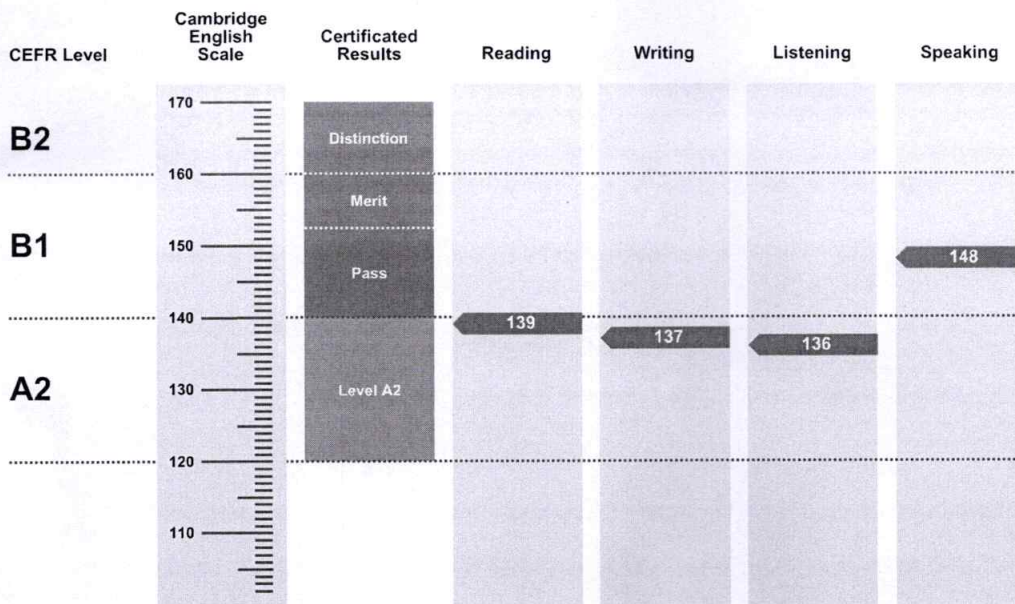 CEFR Level
Cambridge
English
Scale
Certificated
Results
Reading
Writing
Listening
Speaking
170
B2
Distinction
160
Merit
B1
150
148
Pass
140
139
137
136
A2
130
Level A2
120
110